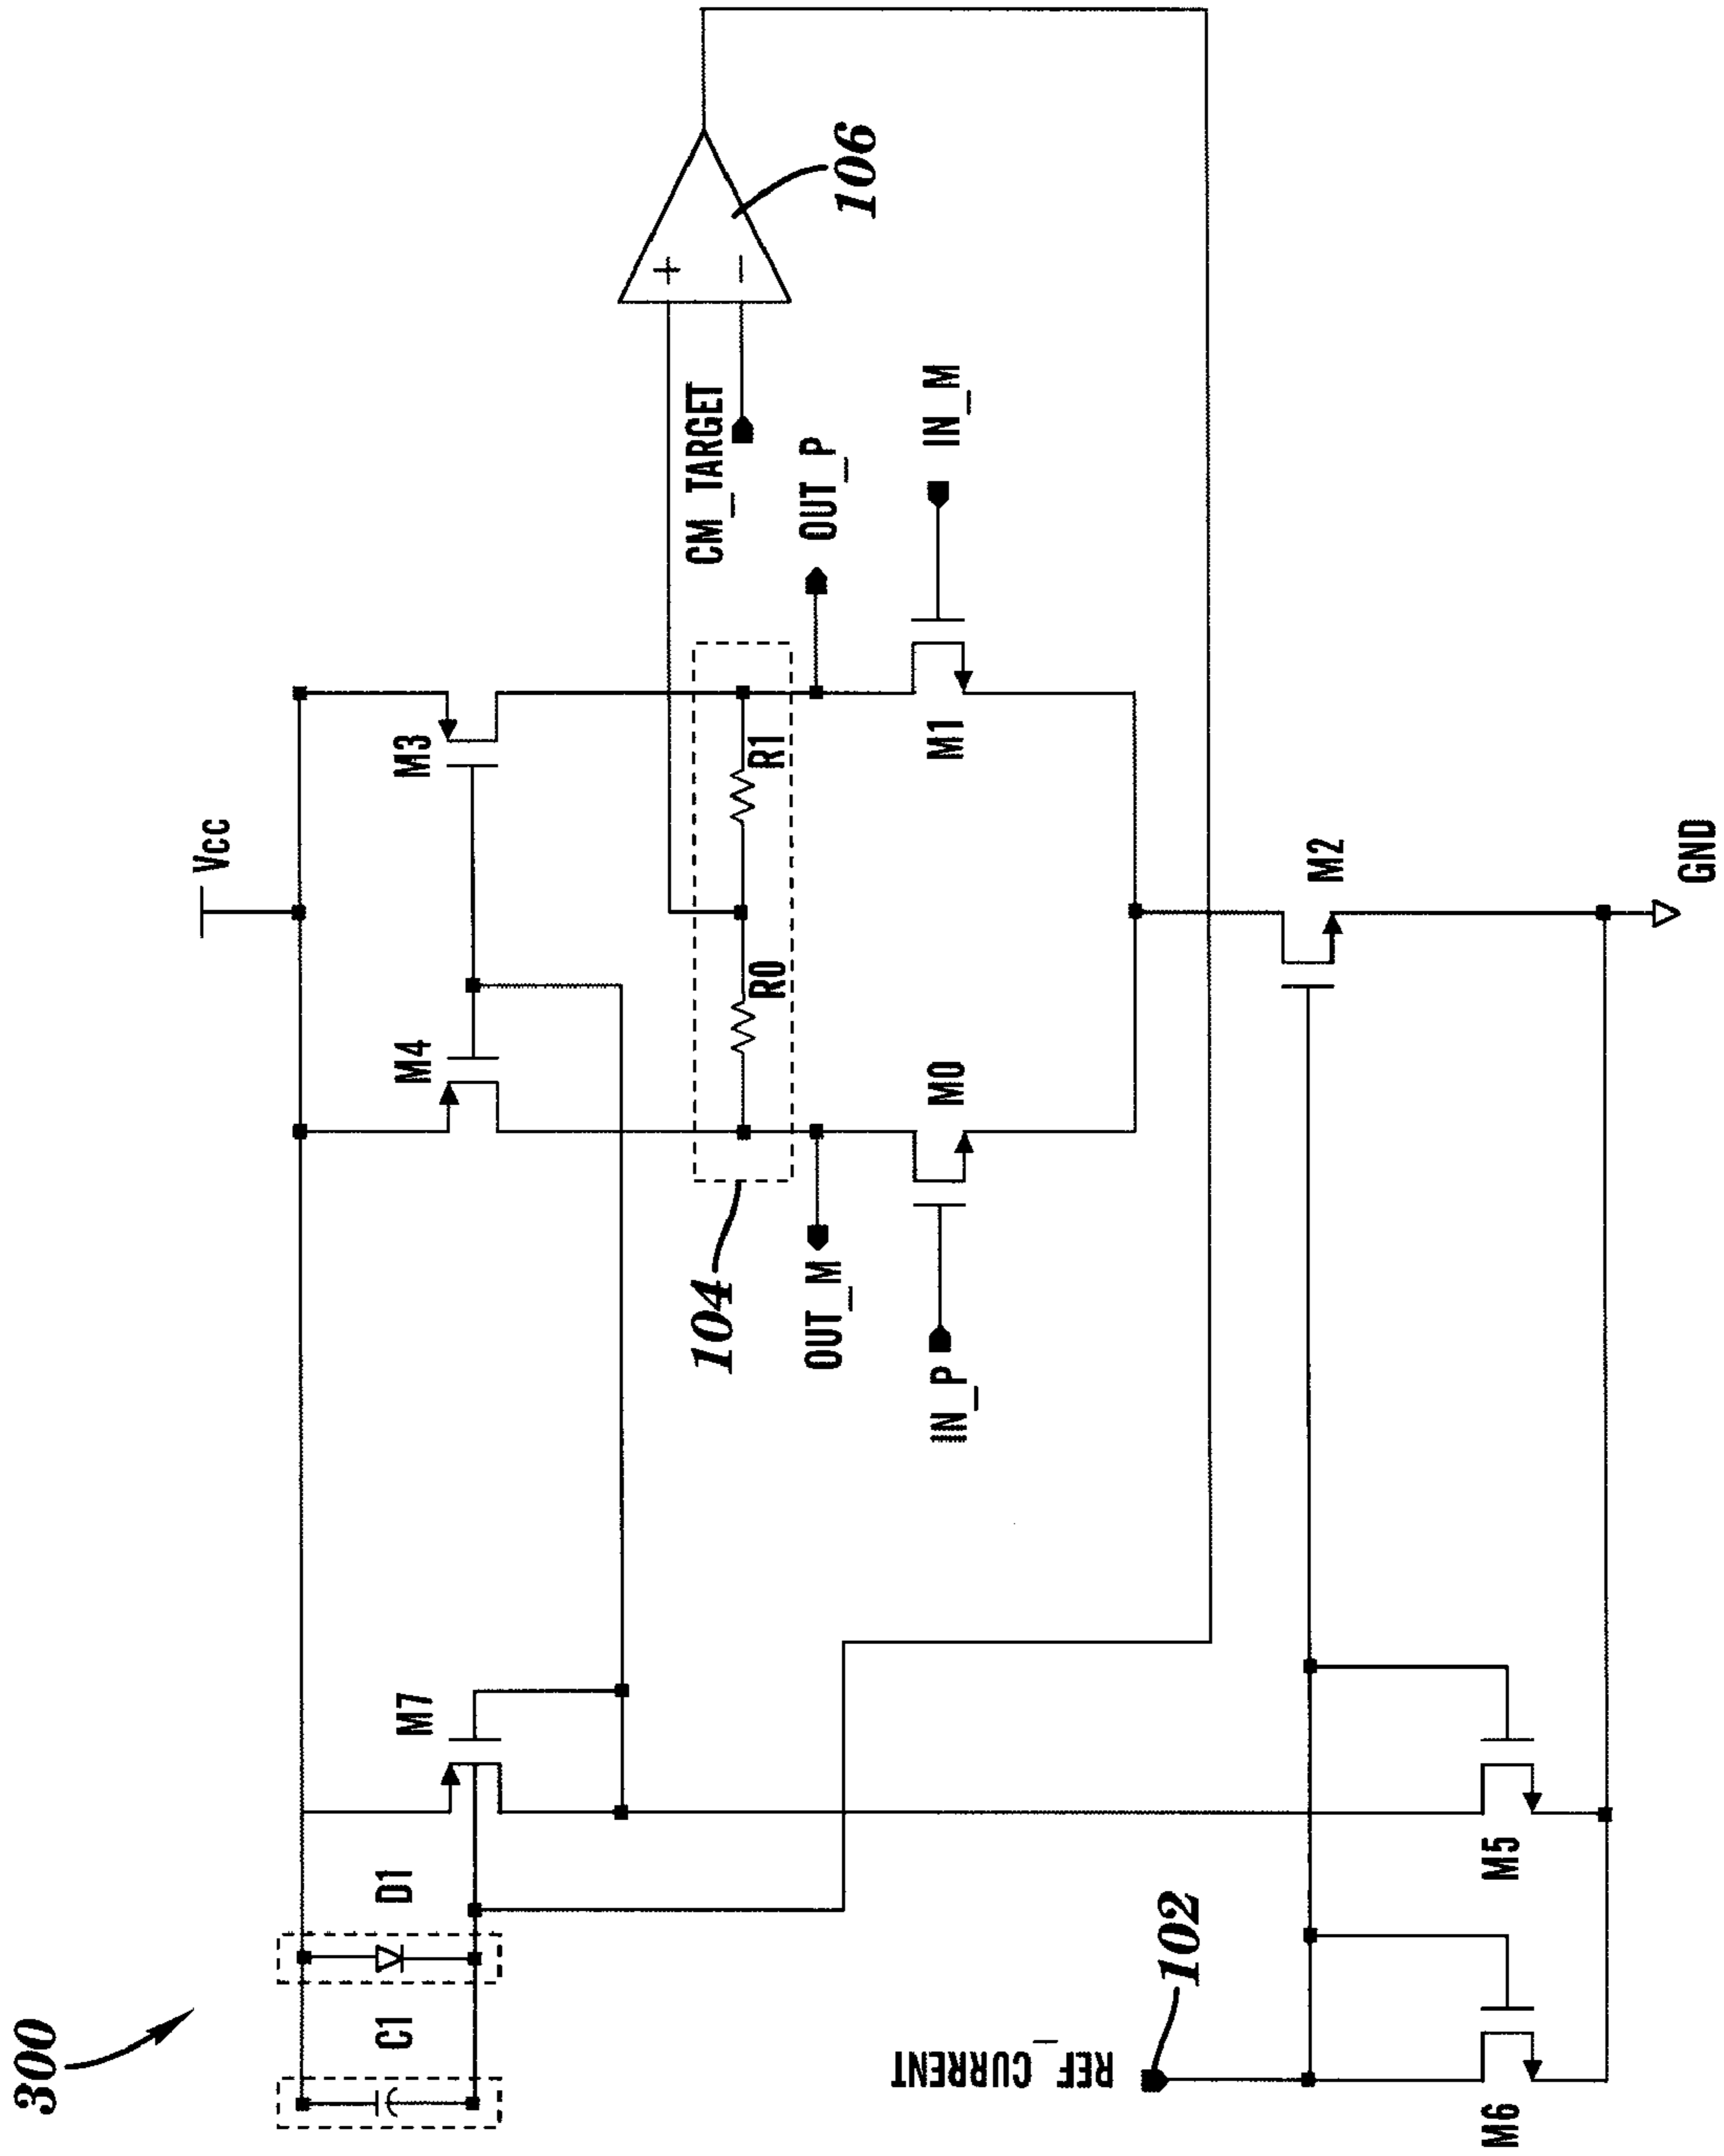 300
Vcc
C1
D1
M7
M4
M3
104
R0
R1
CM_TARGET
+
−
106
OUT_M
OUT_P
IN_P
M0
M1
IN_M
REF_CURRENT
102
M2
M6
M5
GND